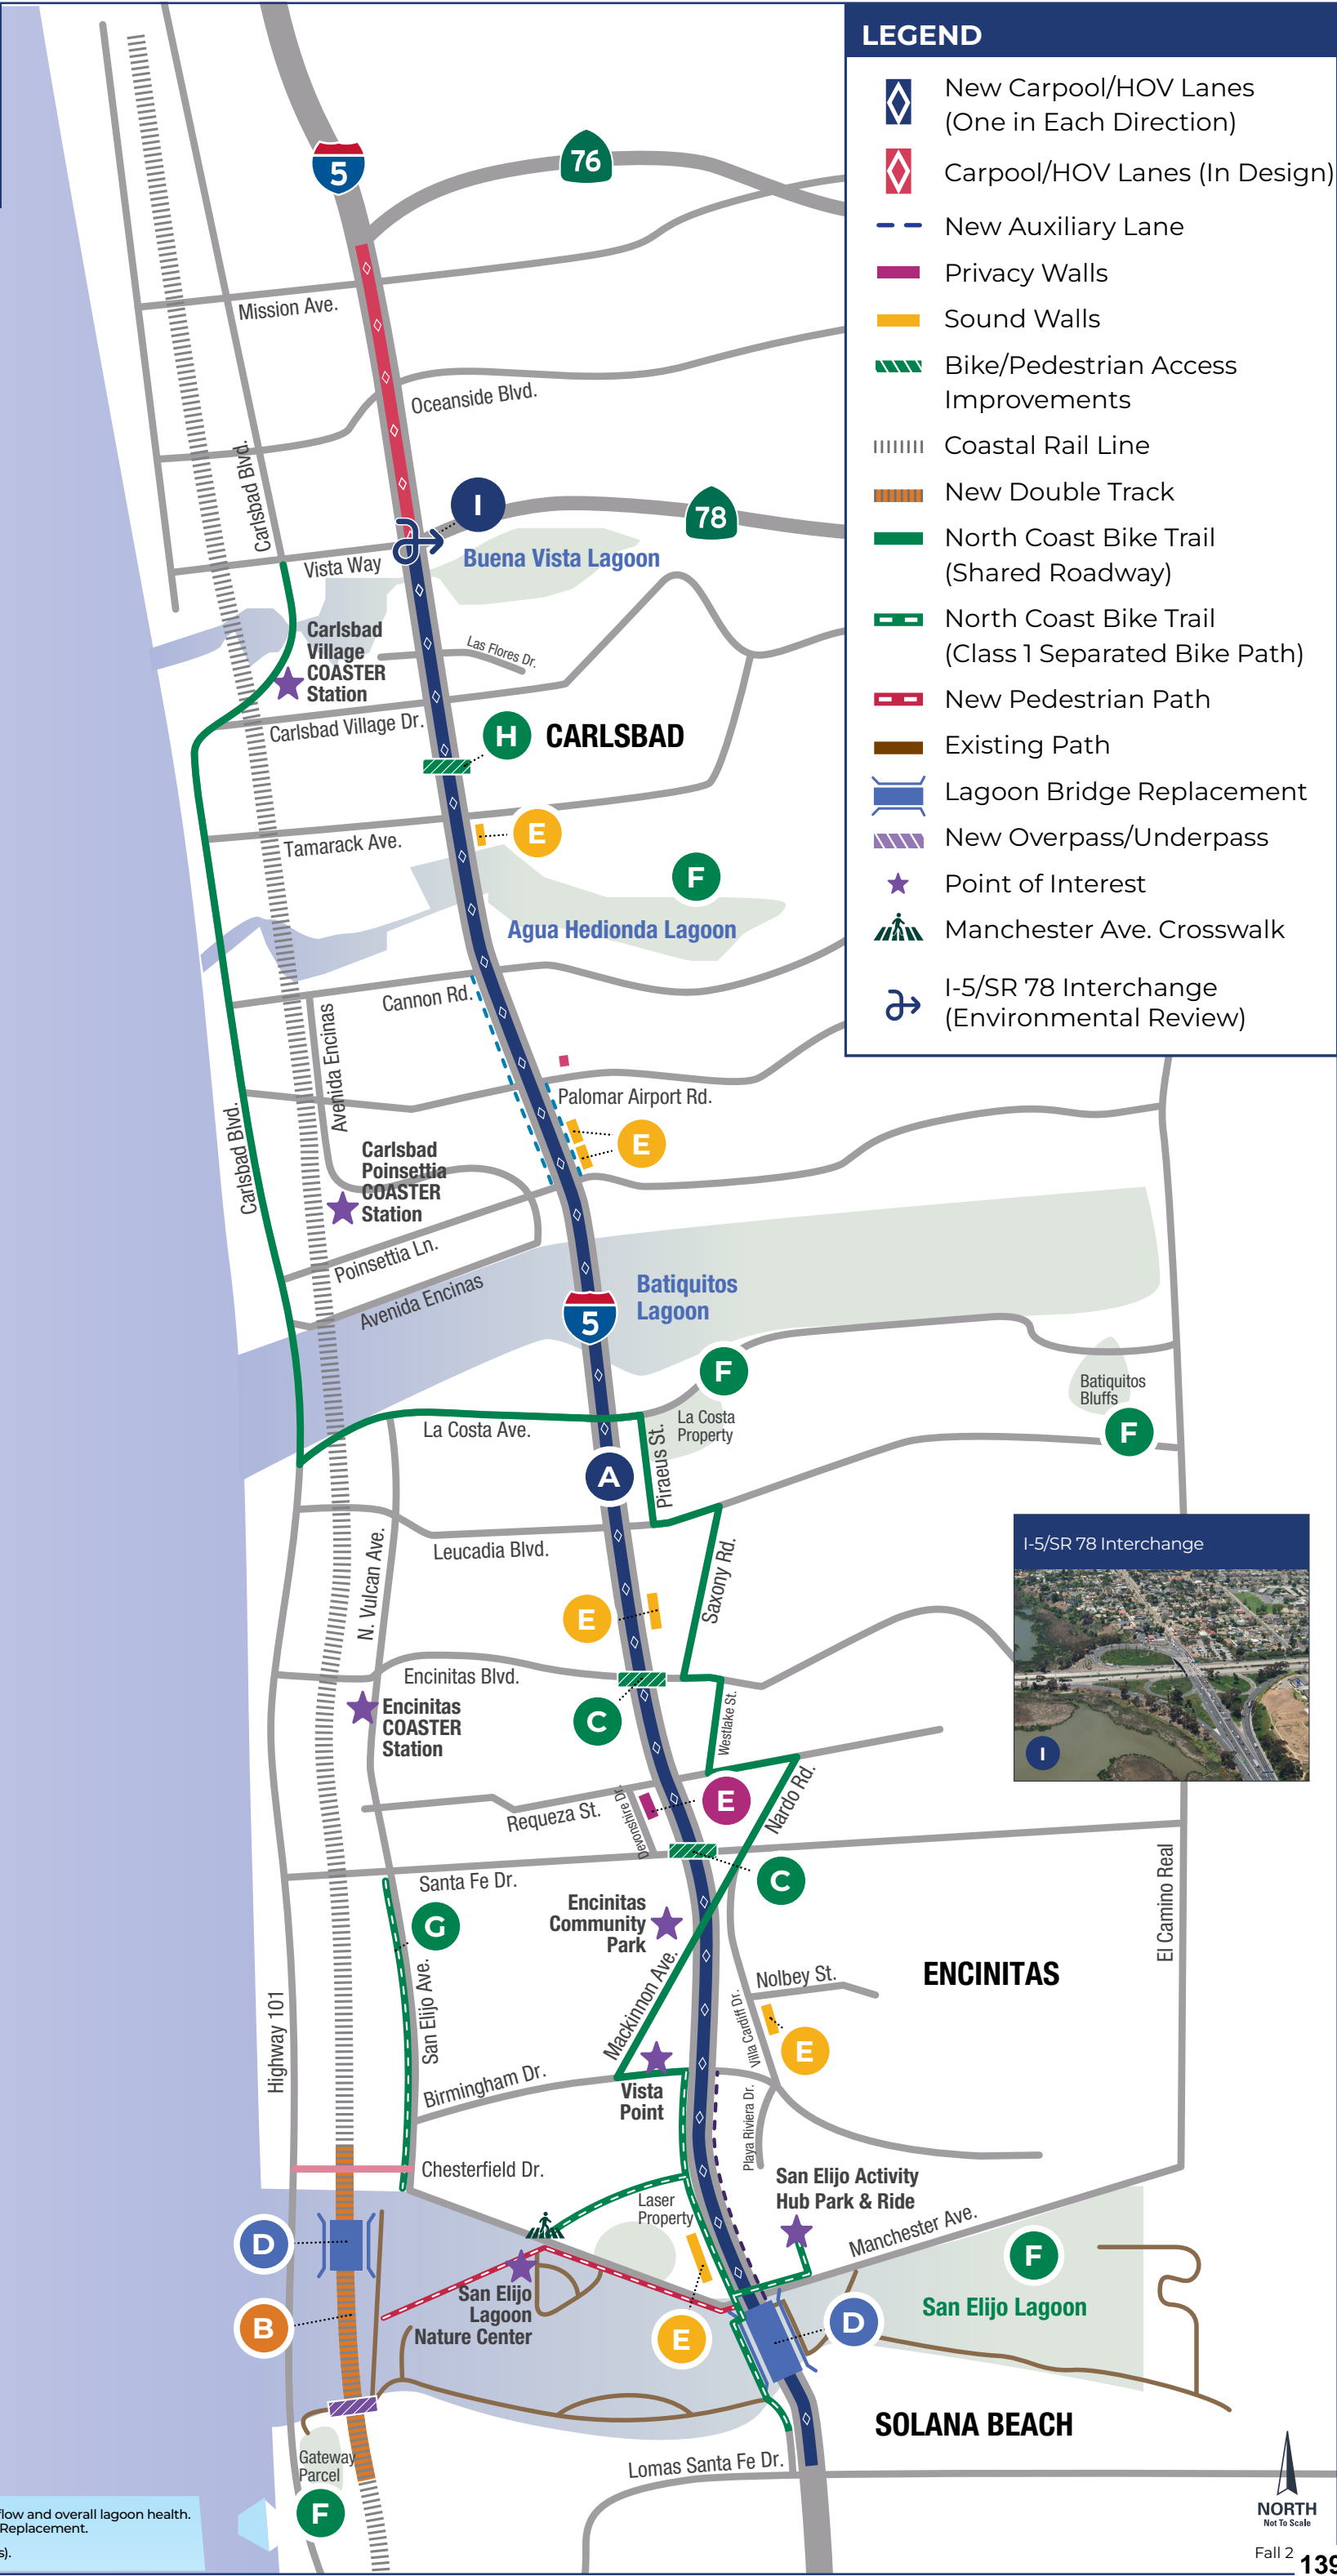 LEGEND
New Carpool/HOV Lanes
(One in Each Direction)
Carpool/HOV Lanes (In Design)
New Auxiliary Lane
Privacy Walls
Sound Walls
Bike/Pedestrian Access
Improvements
Coastal Rail Line
New Double Track
North Coast Bike Trail
(Shared Roadway)
North Coast Bike Trail
(Class 1 Separated Bike Path)
New Pedestrian Path
Existing Path
Lagoon Bridge Replacement
New Overpass/Underpass
Point of Interest
Manchester Ave. Crosswalk
I-5/SR 78 Interchange
(Environmental Review)
5
76
Mission Ave.
Oceanside Blvd.
Carlsbad Blvd.
I
78
Vista Way
Buena Vista Lagoon
Carlsbad
Village
COASTER
Station
Las Flores Dr.
Carlsbad Village Dr.
H
CARLSBAD
Tamarack Ave.
E
F
Agua Hedionda Lagoon
Cannon Rd.
Avenida Encinas
Palomar Airport Rd.
E
Carlsbad Blvd.
Carlsbad
Poinsettia
COASTER
Station
Poinsettia Ln.
Avenida Encinas
Batiquitos
Lagoon
5
F
Batiquitos
Bluffs
F
La Costa Ave.
La Costa
Property
Piraeus St.
A
Leucadia Blvd.
N. Vulcan Ave.
Saxony Rd.
I-5/SR 78 Interchange
I
E
Encinitas Blvd.
C
Westlake St.
Encinitas
COASTER
Station
Requeza St.
Devonshire Dr.
E
Nardo Rd.
Santa Fe Dr.
C
G
Encinitas
Community
Park
El Camino Real
ENCINITAS
Nolbey St.
Mackinnon Ave.
Villa Cardiff Dr.
E
Highway 101
San Elijo Ave.
Birmingham Dr.
Vista
Point
Playa Riviera Dr.
Chesterfield Dr.
San Elijo Activity
Hub Park & Ride
Laser
Property
Manchester Ave.
D
F
San Elijo
Lagoon
Nature Center
San Elijo Lagoon
B
E
D
SOLANA BEACH
Gateway
Parcel
F
Lomas Santa Fe Dr.
flow and overall lagoon health.
Replacement.
s).
NORTH
Not To Scale
Fall 2
139